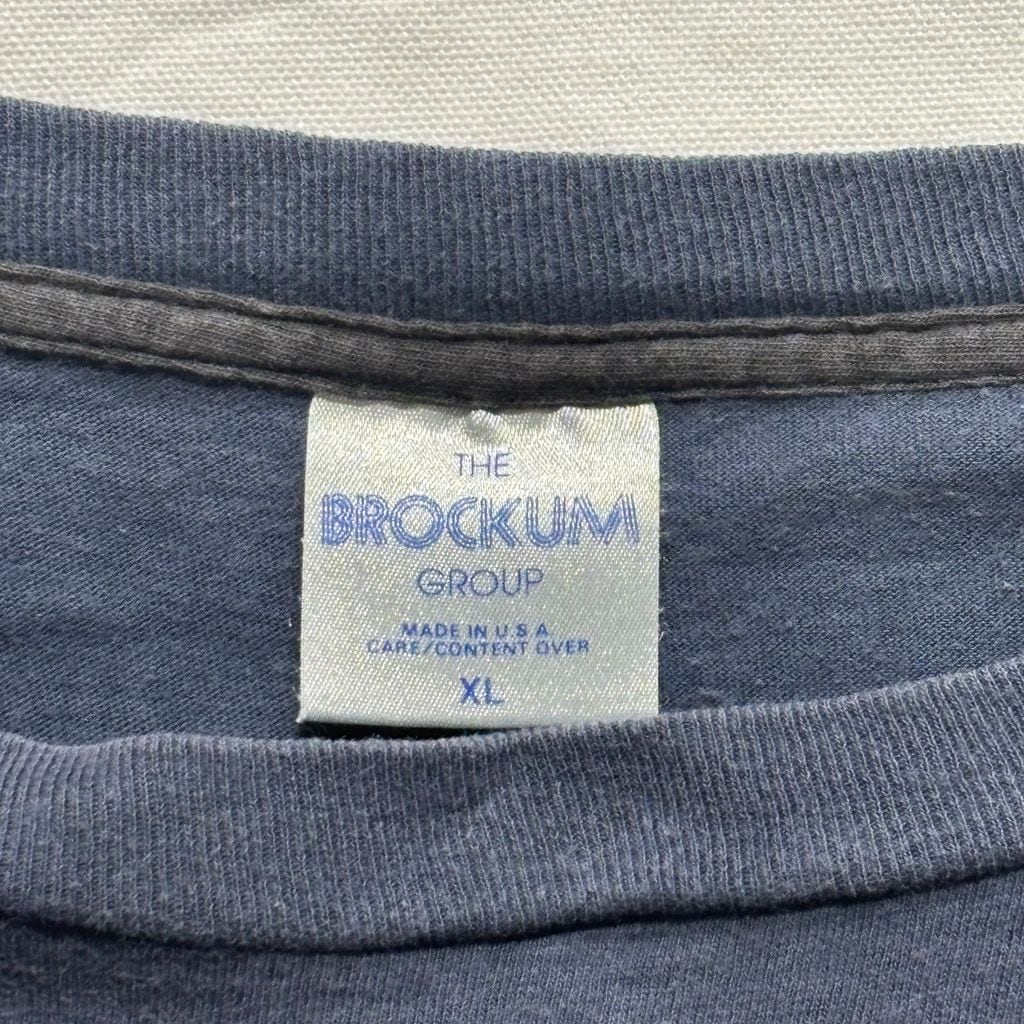 THE
BROCKUM
GROUP
MADE IN U.S.A
CARE/CONTENT OVER
XL